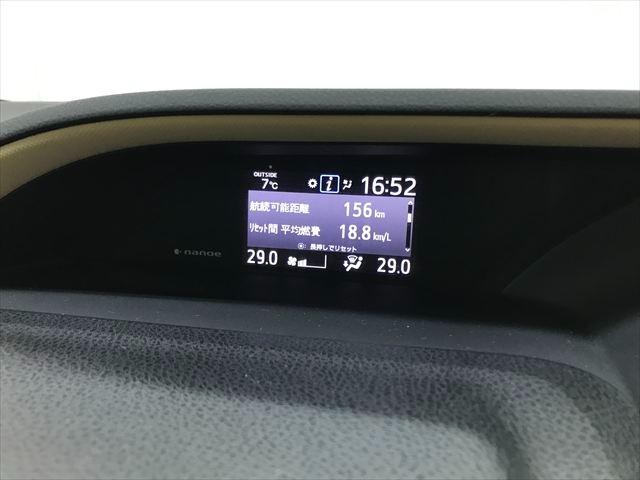 OUTSIDE
7℃ i 16:52
航続可能距離 156 km
ﾘｾｯﾄ間 平均燃費 18.8 km/L
長押しでリセット
nanoe
29.0 29.0